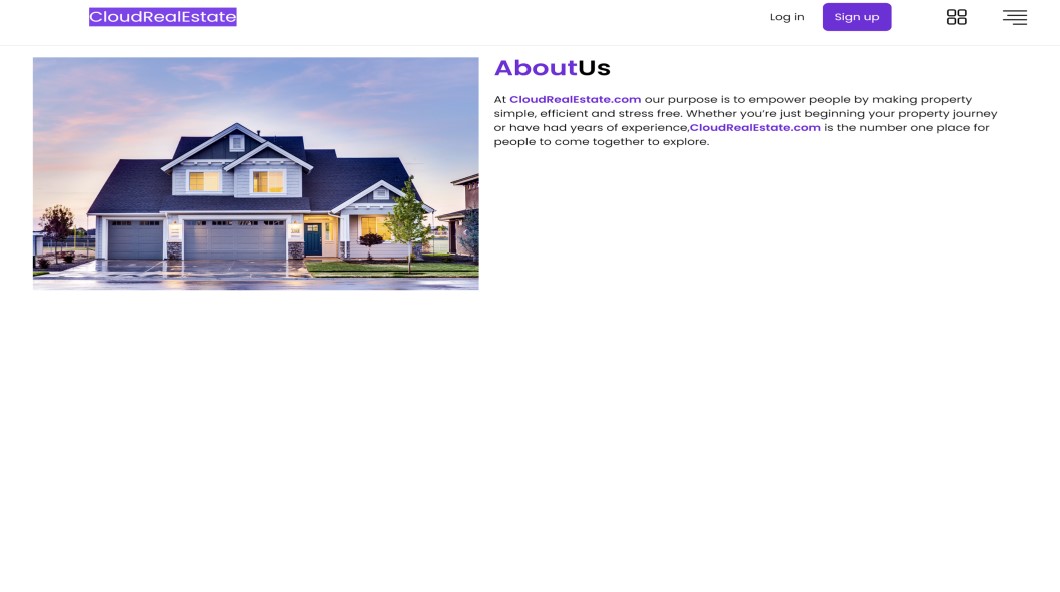 CloudRealEstate
Log in
Sign up
AboutUs
At CloudRealEstate.com our purpose is to empower people by making property
simple, efficient and stress free. Whether you're just beginning your property journey
or have had years of experience,CloudRealEstate.com is the number one place for
people to come together to explore.